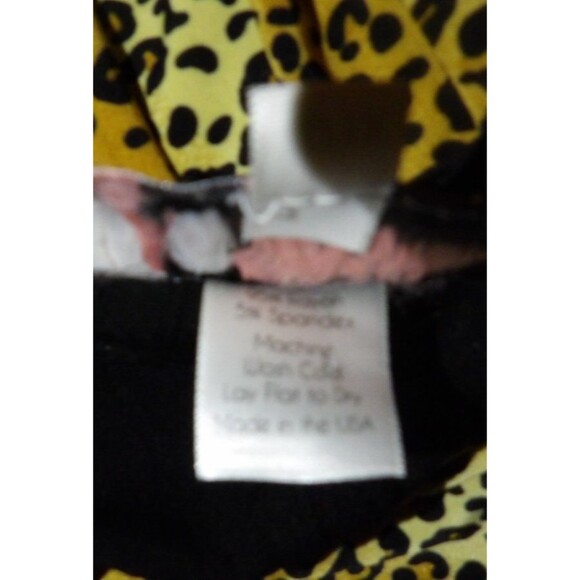 5% Spandex
Machine
Wash Cold
Lay Flat to Dry
Made in the USA